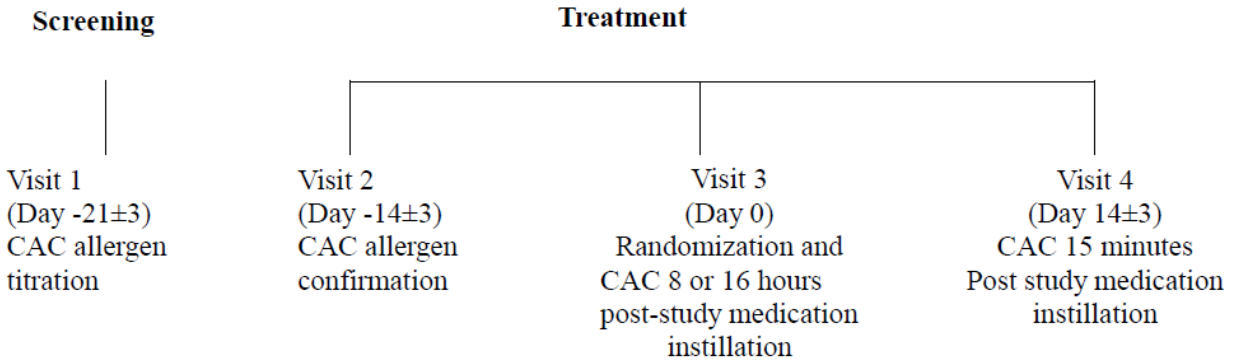 Screening
Treatment
Visit 1
(Day -21±3)
CAC allergen
titration
Visit 2
(Day -14±3)
CAC allergen
confirmation
Visit 3
(Day 0)
Randomization and
CAC 8 or 16 hours
post-study medication
instillation
Visit 4
(Day 14±3)
CAC 15 minutes
Post study medication
instillation